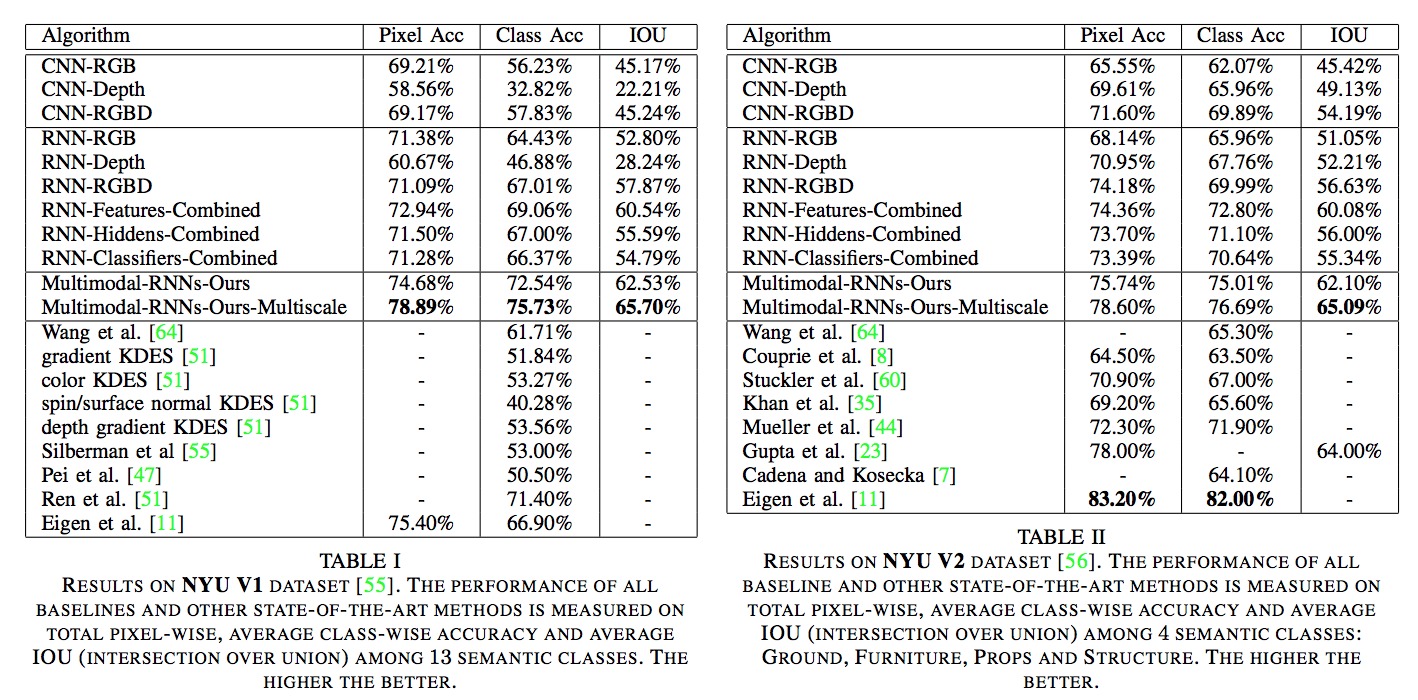 Algorithm Pixel Acc Class Acc IOU
CNN-RGB 69.21% 56.23% 45.17%
CNN-Depth 58.56% 32.82% 22.21%
CNN-RGBD 69.17% 57.83% 45.24%
RNN-RGB 71.38% 64.43% 52.80%
RNN-Depth 60.67% 46.88% 28.24%
RNN-RGBD 71.09% 67.01% 57.87%
RNN-Features-Combined 72.94% 69.06% 60.54%
RNN-Hiddens-Combined 71.50% 67.00% 55.59%
RNN-Classifiers-Combined 71.28% 66.37% 54.79%
Multimodal-RNNs-Ours 74.68% 72.54% 62.53%
Multimodal-RNNs-Ours-Multiscale 78.89% 75.73% 65.70%
Wang et al. [64] - 61.71% -
gradient KDES [51] - 51.84% -
color KDES [51] - 53.27% -
spin/surface normal KDES [51] - 40.28% -
depth gradient KDES [51] - 53.56% -
Silberman et al [55] - 53.00% -
Pei et al. [47] - 50.50% -
Ren et al. [51] - 71.40% -
Eigen et al. [11] 75.40% 66.90% -
TABLE I
RESULTS ON NYU V1 DATASET [55]. THE PERFORMANCE OF ALL
BASELINES AND OTHER STATE-OF-THE-ART METHODS IS MEASURED ON
TOTAL PIXEL-WISE, AVERAGE CLASS-WISE ACCURACY AND AVERAGE
IOU (INTERSECTION OVER UNION) AMONG 13 SEMANTIC CLASSES. THE
HIGHER THE BETTER.
Algorithm Pixel Acc Class Acc IOU
CNN-RGB 65.55% 62.07% 45.42%
CNN-Depth 69.61% 65.96% 49.13%
CNN-RGBD 71.60% 69.89% 54.19%
RNN-RGB 68.14% 65.96% 51.05%
RNN-Depth 70.95% 67.76% 52.21%
RNN-RGBD 74.18% 69.99% 56.63%
RNN-Features-Combined 74.36% 72.80% 60.08%
RNN-Hiddens-Combined 73.70% 71.10% 56.00%
RNN-Classifiers-Combined 73.39% 70.64% 55.34%
Multimodal-RNNs-Ours 75.74% 75.01% 62.10%
Multimodal-RNNs-Ours-Multiscale 78.60% 76.69% 65.09%
Wang et al. [64] - 65.30% -
Couprie et al. [8] 64.50% 63.50% -
Stuckler et al. [60] 70.90% 67.00% -
Khan et al. [35] 69.20% 65.60% -
Mueller et al. [44] 72.30% 71.90% -
Gupta et al. [23] 78.00% - 64.00%
Cadena and Kosecka [7] - 64.10% -
Eigen et al. [11] 83.20% 82.00% -
TABLE II
RESULTS ON NYU V2 DATASET [56]. THE PERFORMANCE OF ALL
BASELINE AND OTHER STATE-OF-THE-ART METHODS IS MEASURED ON
TOTAL PIXEL-WISE, AVERAGE CLASS-WISE ACCURACY AND AVERAGE
IOU (INTERSECTION OVER UNION) AMONG 4 SEMANTIC CLASSES:
GROUND, FURNITURE, PROPS AND STRUCTURE. THE HIGHER THE
BETTER.